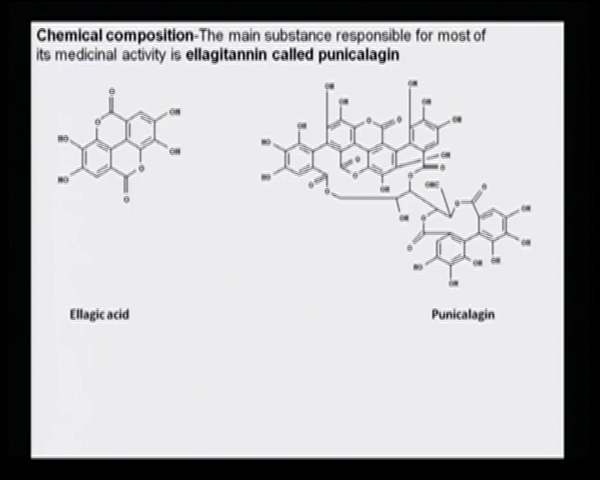 Chemical composition-The main substance responsible for most of
its medicinal activity is ellagitannin called punicalagin
Ellagic acid
Punicalagin